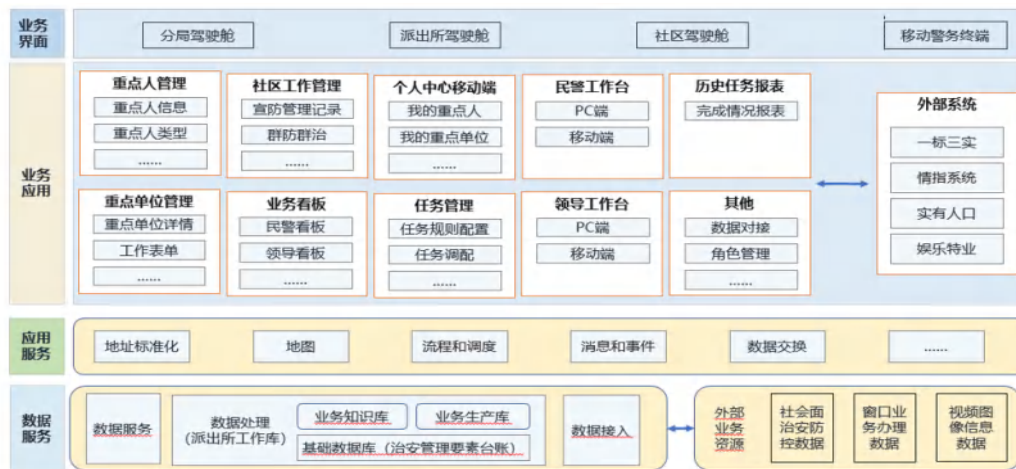 业务
界面
分局驾驶舱
派出所驾驶舱
社区驾驶舱
移动警务终端
业务
应用
重点人管理
重点人信息
重点人类型
......
社区工作管理
宣防管理记录
群防群治
......
个人中心移动端
我的重点人
我的重点单位
......
民警工作台
PC端
移动端
历史任务报表
完成情况报表
重点单位管理
重点单位详情
工作表单
......
业务看板
民警看板
领导看板
......
任务管理
任务规则配置
任务调配
......
领导工作台
PC端
移动端
其他
数据对接
角色管理
......
外部系统
一标三实
情指系统
实有人口
娱乐特业
应用
服务
地址标准化
地图
流程和调度
消息和事件
数据交换
......
数据
服务
数据服务
数据处理
(派出所工作库)
业务知识库
业务生产库
基础数据库（治安管理要素台账）
数据接入
外部
业务
资源
社会面
治安防
控数据
窗口业
务办理
数据
视频图
像信息
数据